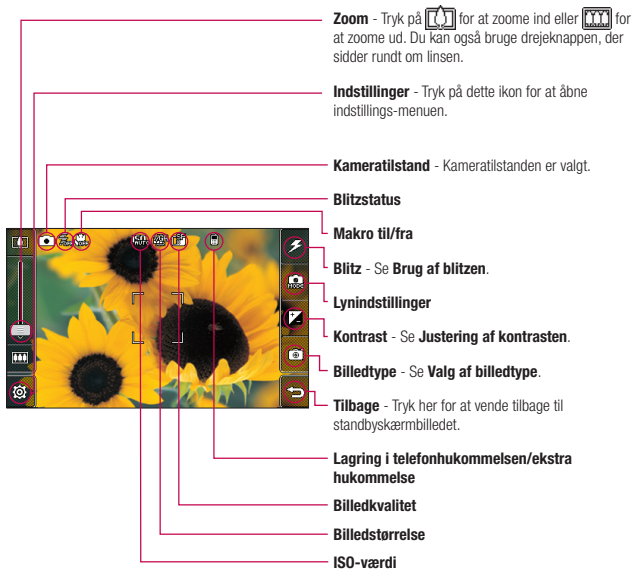 Zoom - Tryk på for at zoome ind eller for
at zoome ud. Du kan også bruge drejeknappen, der
sidder rundt om linsen.
Indstillinger - Tryk på dette ikon for at åbne
indstillings-menuen.
Kameratilstand - Kameratilstanden er valgt.
Blitzstatus
Makro til/fra
Blitz - Se Brug af blitzen.
Lynindstillinger
Kontrast - Se Justering af kontrasten.
Billedtype - Se Valg af billedtype.
Tilbage - Tryk her for at vende tilbage til
standbyskærmbilledet.
Lagring i telefonhukommelsen/ekstra
hukommelse
Billedkvalitet
Billedstørrelse
ISO-værdi
ISO
AUTO
MODE